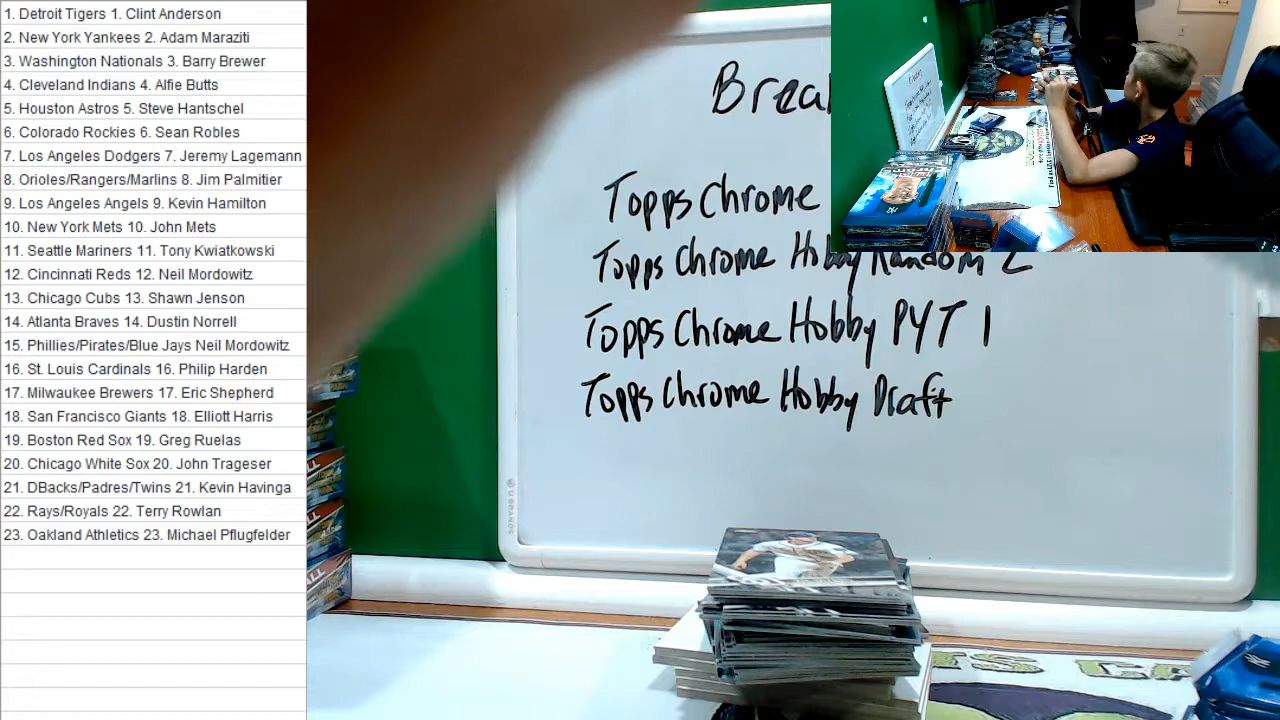 1. Detroit Tigers 1. Clint Anderson
2. New York Yankees 2. Adam Maraziti
3. Washington Nationals 3. Barry Brewer
4. Cleveland Indians 4. Alfie Butts
5. Houston Astros 5. Steve Hantschel
6. Colorado Rockies 6. Sean Robles
7. Los Angeles Dodgers 7. Jeremy Lagemann
8. Orioles/Rangers/Marlins 8. Jim Palmitier
9. Los Angeles Angels 9. Kevin Hamilton
10. New York Mets 10. John Mets
11. Seattle Mariners 11. Tony Kwiatkowski
12. Cincinnati Reds 12. Neil Mordowitz
13. Chicago Cubs 13. Shawn Jenson
14. Atlanta Braves 14. Dustin Norrell
15. Phillies/Pirates/Blue Jays Neil Mordowitz
16. St. Louis Cardinals 16. Philip Harden
17. Milwaukee Brewers 17. Eric Shepherd
18. San Francisco Giants 18. Elliott Harris
19. Boston Red Sox 19. Greg Ruelas
20. Chicago White Sox 20. John Trageser
21. DBacks/Padres/Twins 21. Kevin Havinga
22. Rays/Royals 22. Terry Rowlan
23. Oakland Athletics 23. Michael Pflugfelder
Brea
Topps Chrome
Topps Chrome Hobby Random 2
Topps Chrome Hobby PYT 1
Topps Chrome Hobby Draft
QUARANOS